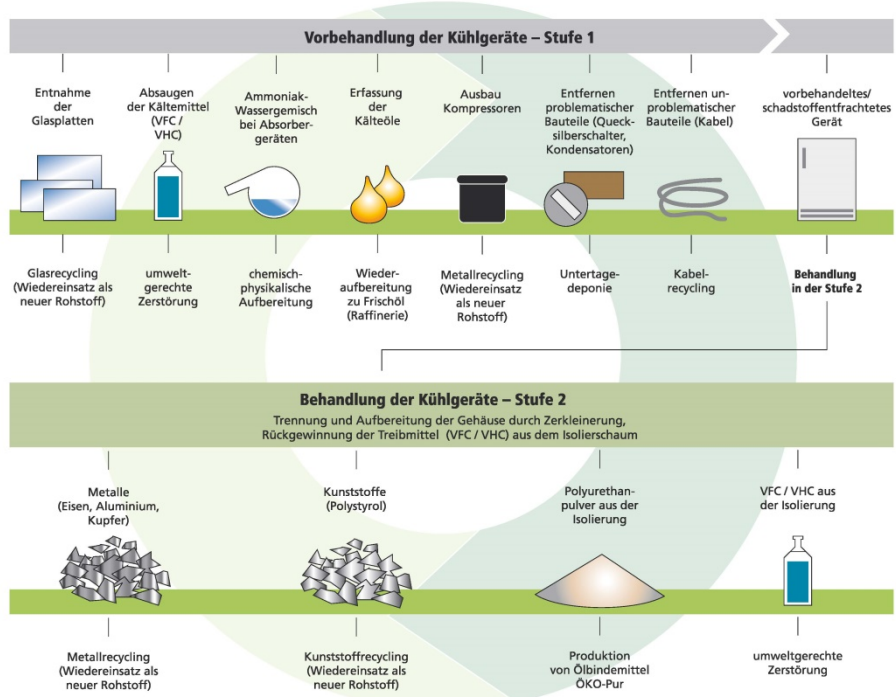 Vorbehandlung der Kühlgeräte – Stufe 1
Entnahme
der
Glasplatten
Absaugen
der Kältemittel
(VFC /
VHC)
Ammoniak-
Wassergemisch
bei Absorber-
geräten
Erfassung
der
Kälteöle
Ausbau
Kompressoren
Entfernen
problematischer
Bauteile (Queck-
silberschalter,
Kondensatoren)
Entfernen un-
problematischer
Bauteile (Kabel)
vorbehandeltes/
schadstoffentfrachtetes
Gerät
Glasrecycling
(Wiedereinsatz als
neuer Rohstoff)
umwelt-
gerechte
Zerstörung
chemisch-
physikalische
Aufbereitung
Wieder-
aufbereitung
zu Frischöl
(Raffinerie)
Metallrecycling
(Wiedereinsatz
als neuer
Rohstoff)
Untertage-
deponie
Kabel-
recycling
Behandlung
in der Stufe 2
Behandlung der Kühlgeräte – Stufe 2
Trennung und Aufbereitung der Gehäuse durch Zerkleinerung,
Rückgewinnung der Treibmittel (VFC / VHC) aus dem Isolierschaum
Metalle
(Eisen, Aluminium,
Kupfer)
Kunststoffe
(Polystyrol)
Polyurethan-
pulver aus der
Isolierung
VFC / VHC aus
der Isolierung
Metallrecycling
(Wiedereinsatz als
neuer Rohstoff)
Kunststoffrecycling
(Wiedereinsatz als
neuer Rohstoff)
Produktion
von Ölbindemittel
ÖKO-Pur
umweltgerechte
Zerstörung